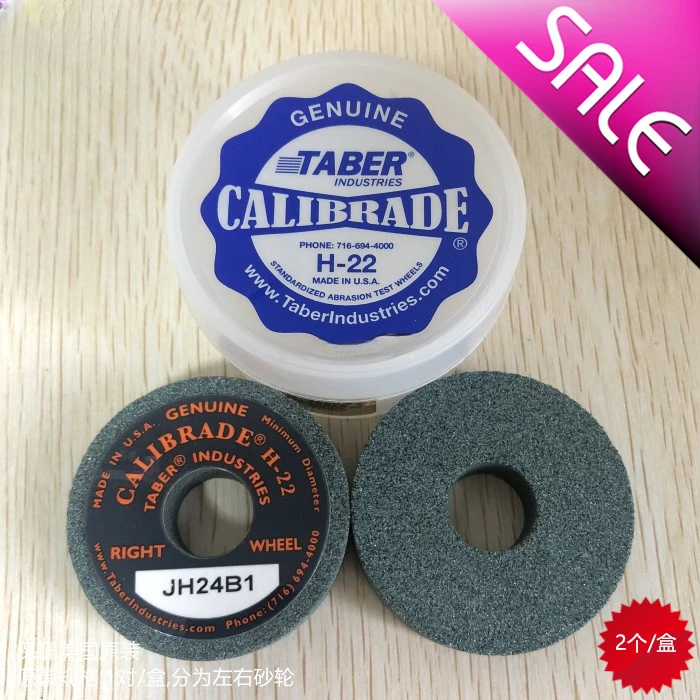 SALE
GENUINE
TABER®
INDUSTRIES
CALIBRADE®
PHONE: 716-694-4000
H-22
MADE IN U.S.A.
STANDARDIZED ABRASION TEST WHEELS
www.TaberIndustries.com
MADE IN U.S.A. GENUINE Minimum Diameter
CALIBRADE® H-22
TABER® INDUSTRIES
RIGHT WHEEL
JH24B1
www.TaberIndustries.com Phone: (716) 694-4000
2个/盒
原装
对/盒,分为左右砂轮